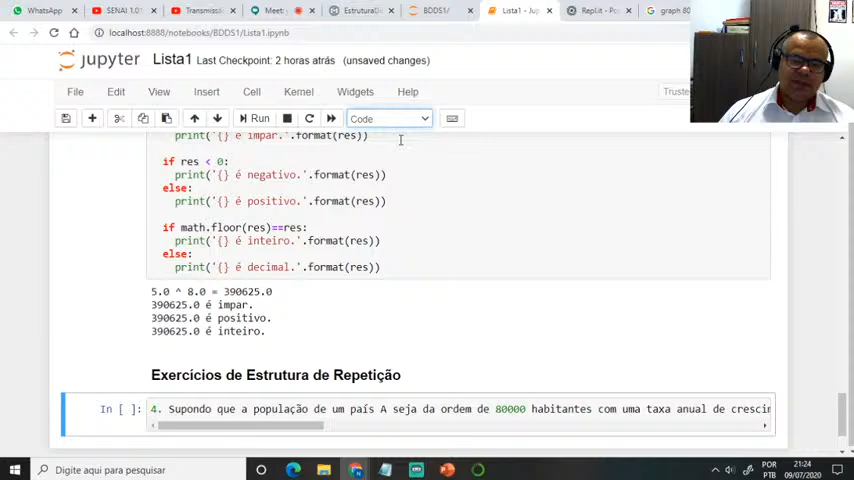 WhatsApp
SENAI 1.01
Transmissã
Meet:
EstruturaDe
BDDS1/
Lista1 - Jup
Repl.it - Po
graph 80
localhost:8888/notebooks/BDDS1/Lista1.ipynb
jupyter Lista1 Last Checkpoint: 2 horas atrás (unsaved changes)
File Edit View Insert Cell Kernel Widgets Help
Truste
Run Code
print('{} é impar.'.format(res))
if res < 0:
print('{} é negativo.'.format(res))
else:
print('{} é positivo.'.format(res))
if math.floor(res)==res:
print('{} é inteiro.'.format(res))
else:
print('{} é decimal.'.format(res))
5.0 ^ 8.0 = 390625.0
390625.0 é impar.
390625.0 é positivo.
390625.0 é inteiro.
Exercícios de Estrutura de Repetição
In [ ]: 4. Supondo que a população de um país A seja da ordem de 80000 habitantes com uma taxa anual de crescin
Digite aqui para pesquisar
POR
PTB
21:24
09/07/2020